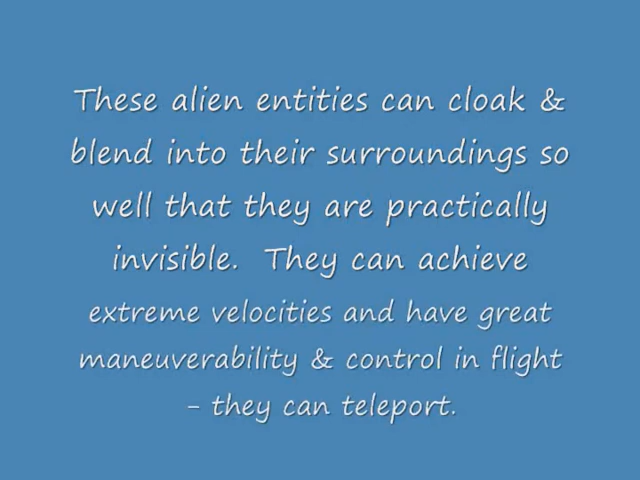 These alien entities can cloak &
blend into their surroundings so
well that they are practically
invisible.  They can achieve
extreme velocities and have great
maneuverability & control in flight
- they can teleport.